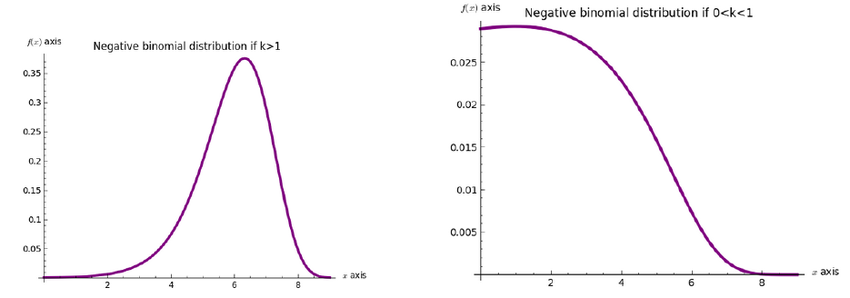 f(x) axis
Negative binomial distribution if k>1
0.35
0.3
0.25
0.2
0.15
0.1
0.05
2 4 6 8
x axis
f(x) axis
Negative binomial distribution if 0<k<1
0.025
0.02
0.015
0.01
0.005
2 4 6 8
x axis